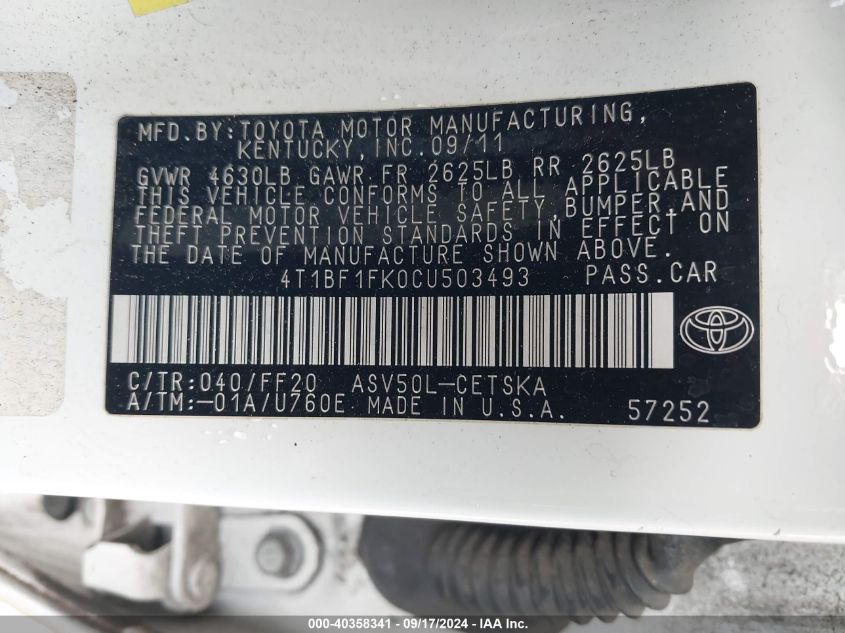 MFD. BY: TOYOTA MOTOR MANUFACTURING,
KENTUCKY, INC. 09/11
GVWR 4630LB GAWR FR 2625LB RR 2625LB
THIS VEHICLE CONFORMS TO ALL APPLICABLE
FEDERAL MOTOR VEHICLE SAFETY, BUMPER, AND
THEFT PREVENTION STANDARDS IN EFFECT ON
THE DATE OF MANUFACTURE SHOWN ABOVE.
4T1BF1FK0CU503493 PASS. CAR
C/TR: 040/FF20 ASV50L-CETSKA
A/TM: -01A/U760E MADE IN U.S.A. 57252
000-40358341 - 09/17/2024 - IAA Inc.